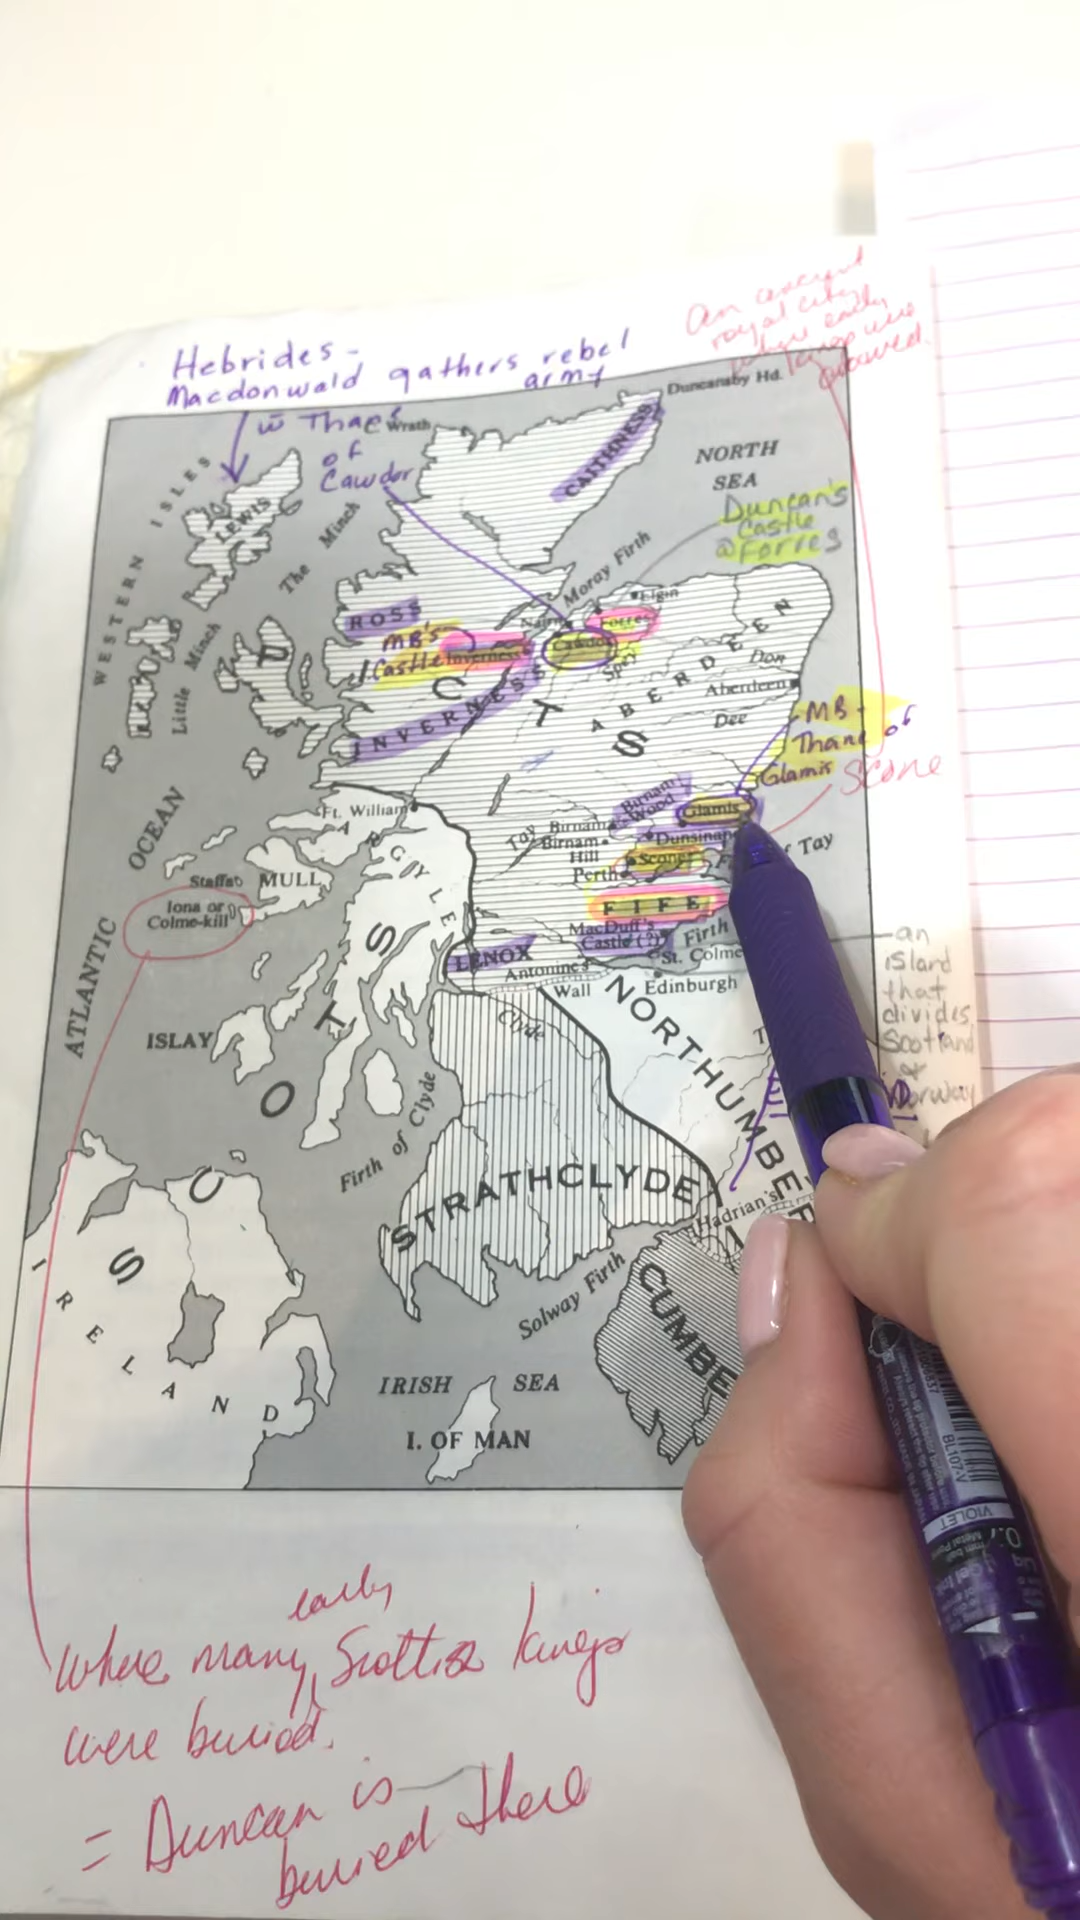 An ancient
royal city
where early
kings were
Hebrides -
Macdonwald gathers rebel
army
w Thane
of
Cawdor
Wrath
Duncansby Hd.
CAITHNESS
NORTH
SEA
Duncan's
Castle
@ Forres
WESTERN ISLES
LEWIS
The Minch
Little Minch
Moray Firth
Elgin
ROSS
Nairn
Forres
MB's
Castle
Inverness
Cawdor
Spey
INVERNESS
PICTS
ABERDEEN
Don
Aberdeen
Dee
MB -
Thane of
Glamis
Scone
Birnam
Wood
Glamis
Ft. William
ARGYLE
Tay
Birnam
Birnam
Hill
Dunsinane
Scone
Perth
Tay
OCEAN
ATLANTIC
Staffa
MULL
Iona or
Colme-kill
FIFE
MacDuff's
Castle (?)
Firth
LENOX
St. Colme
Antonine's
Wall
Edinburgh
an
island
that
divides
Scotland
&
Norway
ISLAY
SCOTS
Clyde
NORTHUMBE
Firth of Clyde
STRATHCLYDE
Hadrian's
Solway Firth
CUMBE
IRELAND
IRISH SEA
I. OF MAN
BL107V
VIOLET
early
Where many Scottish kings
were buried.
= Duncan is
buried there